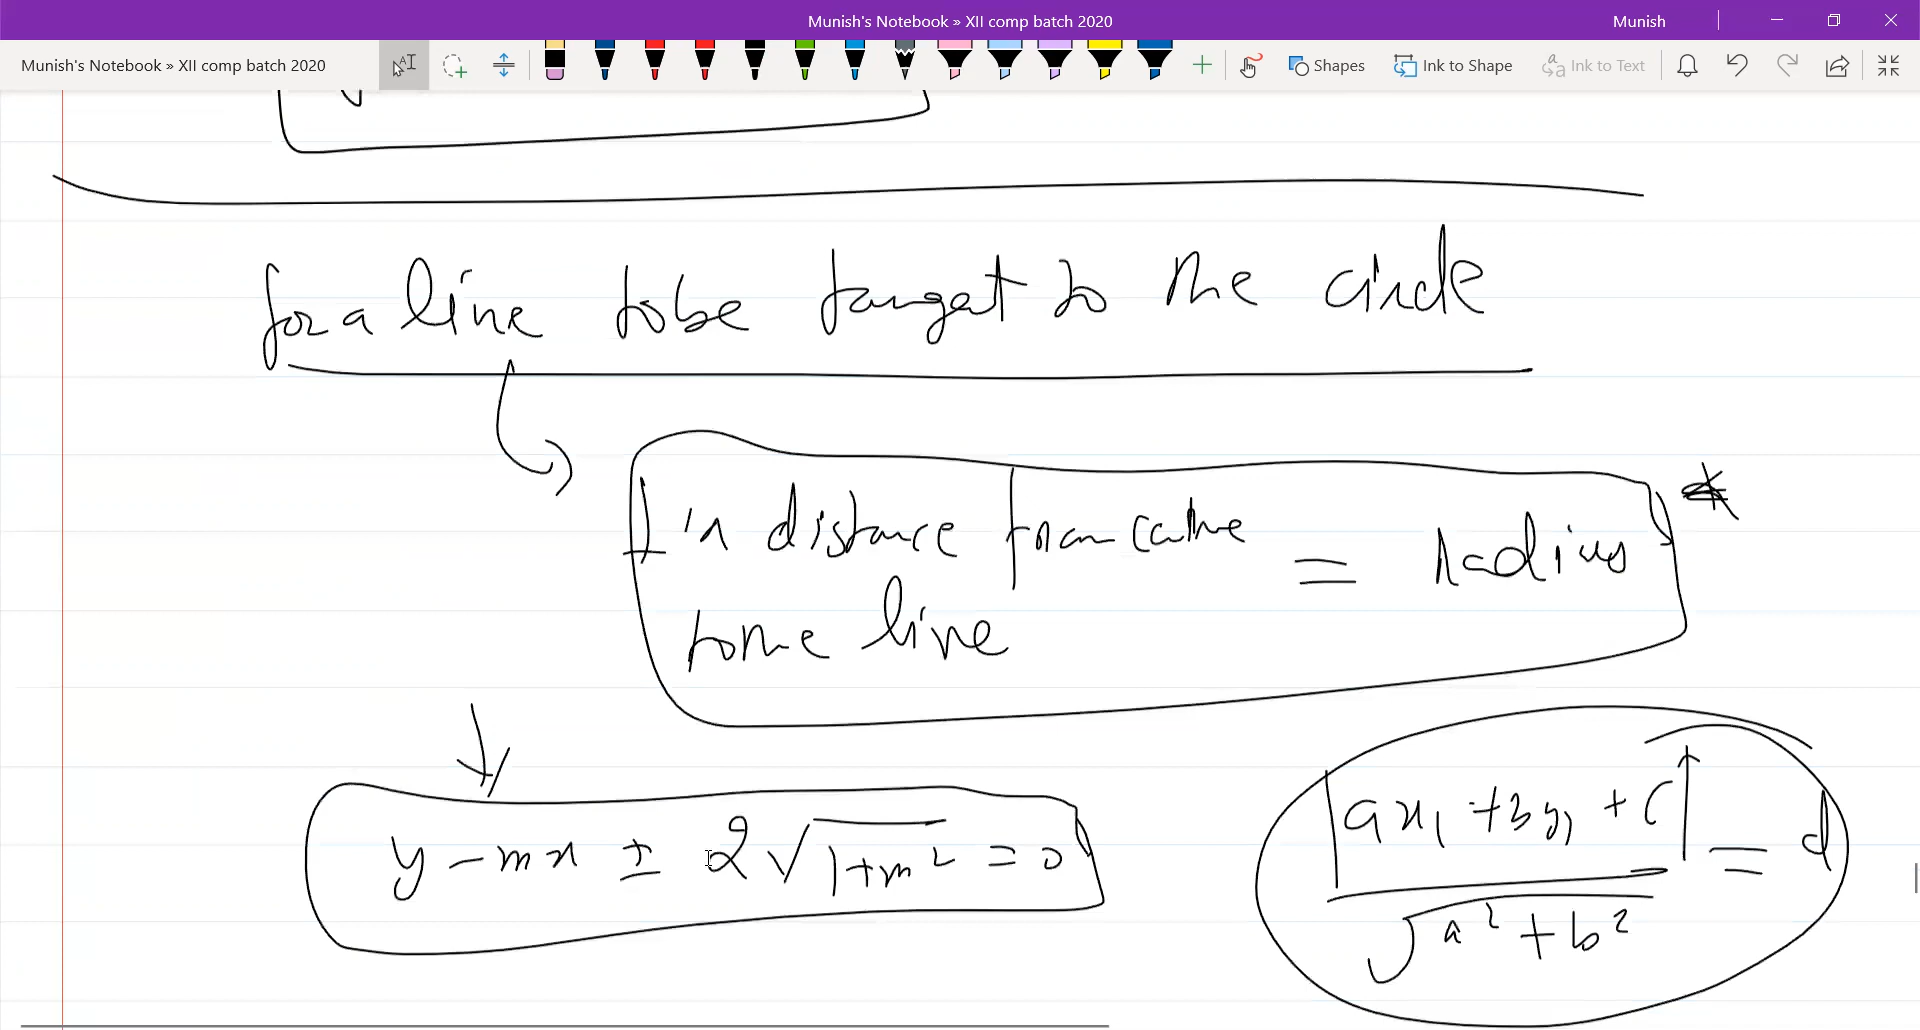 Munish's Notebook » XII comp batch 2020
Munish
Munish's Notebook » XII comp batch 2020
Shapes
Ink to Shape
Ink to Text
for a line to be tangent to the circle
⊥'r distance from centre = radius
to the line
y - mx ± 2√(1+m²) = 0
|ax₁ + by₁ + c| / √(a² + b²) = d